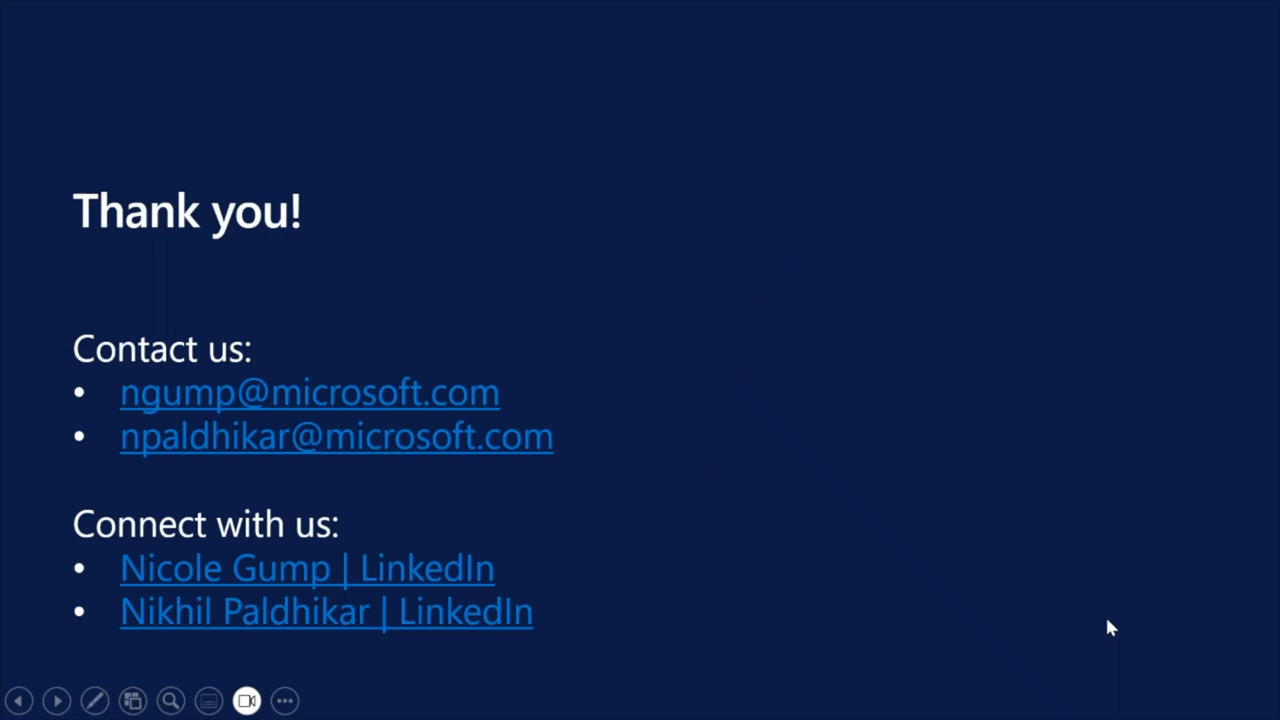 Thank you!
Contact us:
• ngump@microsoft.com
• npaldhikar@microsoft.com
Connect with us:
• Nicole Gump | LinkedIn
• Nikhil Paldhikar | LinkedIn